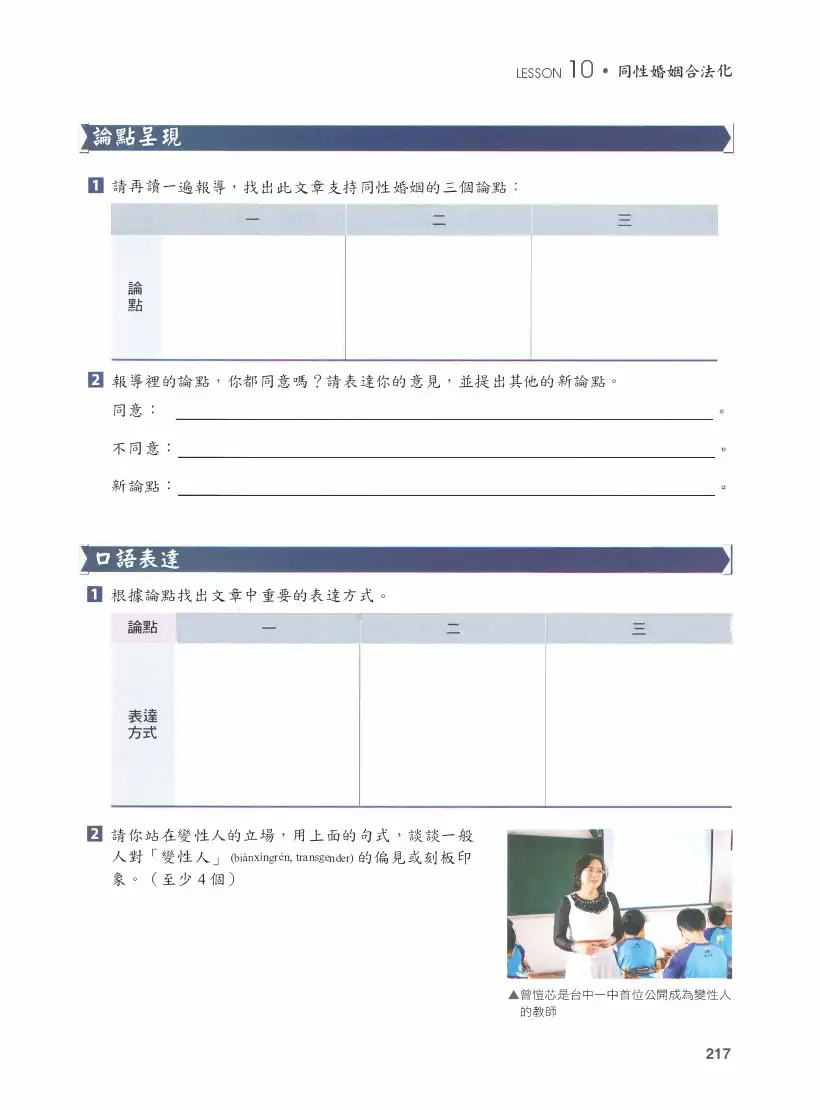 LESSON 10 • 同性婚姻合法化
論點呈現
1 請再讀一遍報導，找出此文章支持同性婚姻的三個論點：
一 二 三
論
點
2 報導裡的論點，你都同意嗎？請表達你的意見，並提出其他的新論點。
同意： 。
不同意： 。
新論點： 。
口語表達
1 根據論點找出文章中重要的表達方式。
論點 一 二 三
表達
方式
2 請你站在變性人的立場，用上面的句式，談談一般
人對「變性人」(biànxìngrén, transgender) 的偏見或刻板印
象。（至少 4 個）
▲曾愷芯是台中一中首位公開成為變性人
的教師
217